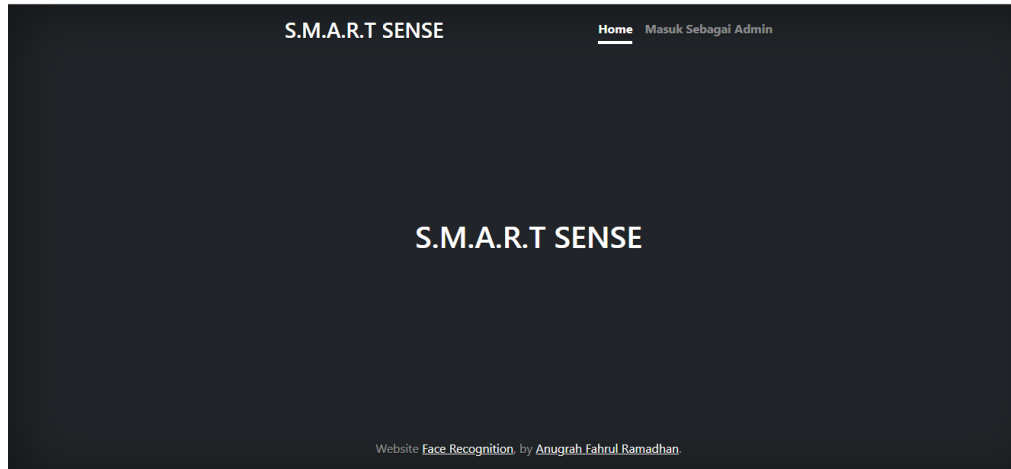 S.M.A.R.T SENSE Home Masuk Sebagai Admin
S.M.A.R.T SENSE
Website Face Recognition, by Anugrah Fahrul Ramadhan.